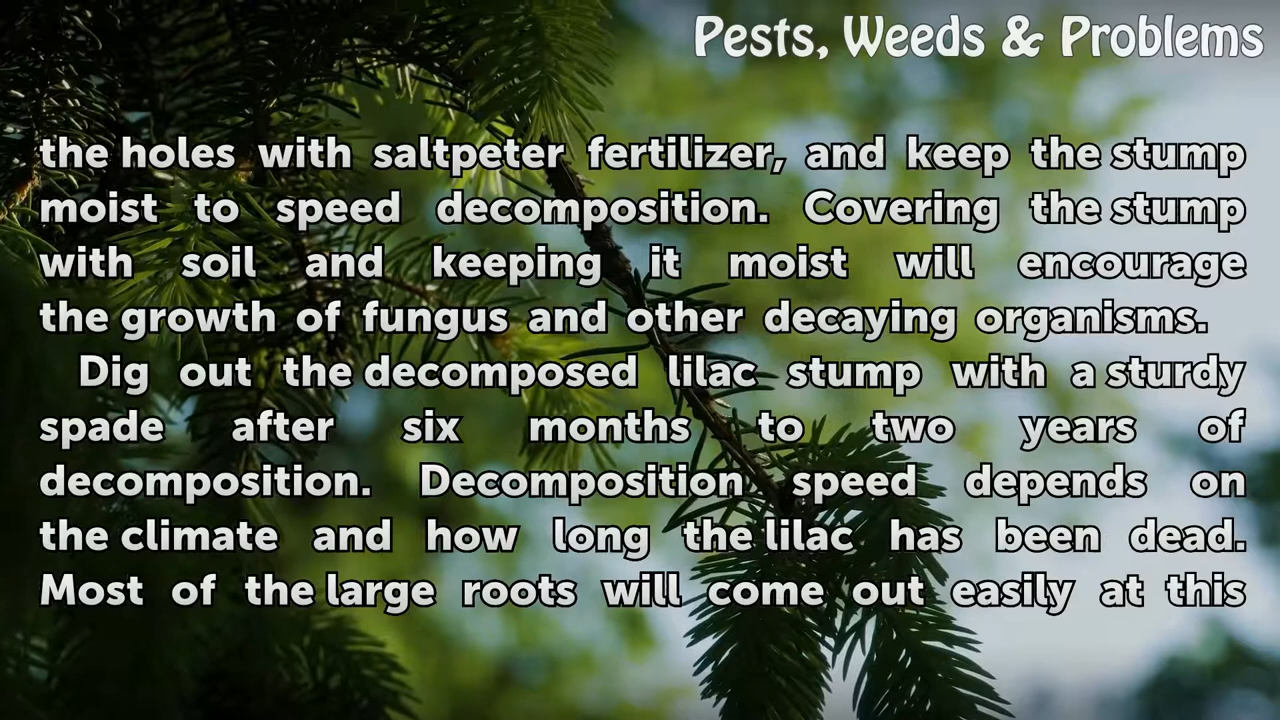 Pests, Weeds & Problems
the holes with saltpeter fertilizer, and keep the stump
moist to speed decomposition. Covering the stump
with soil and keeping it moist will encourage
the growth of fungus and other decaying organisms.
Dig out the decomposed lilac stump with a sturdy
spade after six months to two years of
decomposition. Decomposition speed depends on
the climate and how long the lilac has been dead.
Most of the large roots will come out easily at this